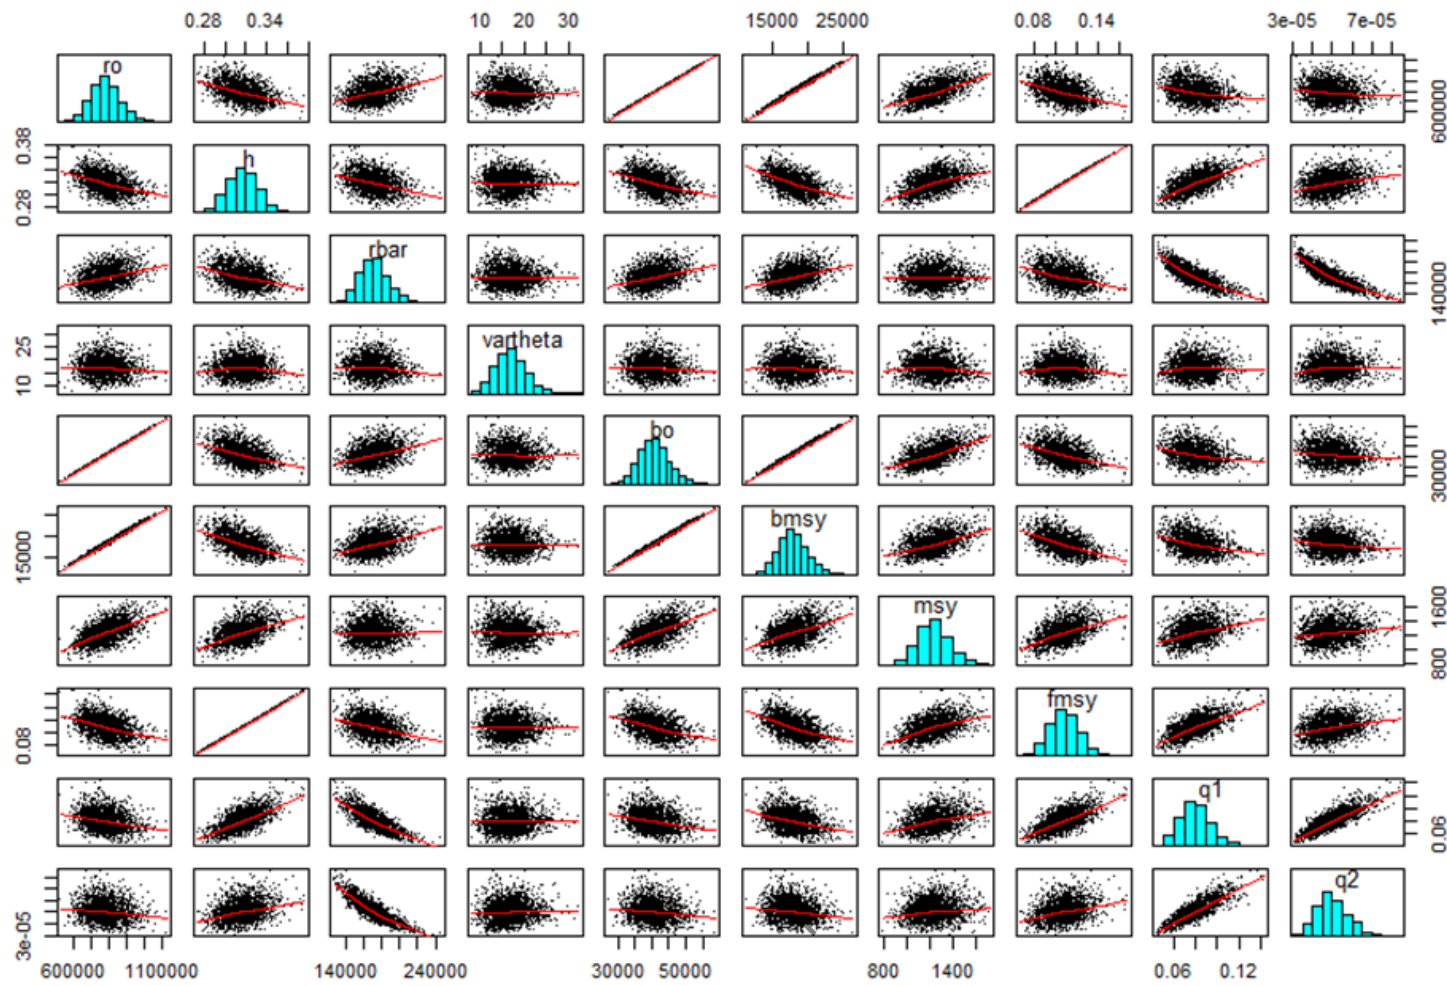 0.28 0.34 10 20 30 15000 25000 0.08 0.14 3e-05 7e-05
ro 600000
0.38 0.28 h
rbar 140000
25 10 vartheta
bo 30000
15000 bmsy
msy 1600 800
0.08 fmsy
q1 0.06
3e-05 q2
600000 1100000 140000 240000 30000 50000 800 1400 0.06 0.12